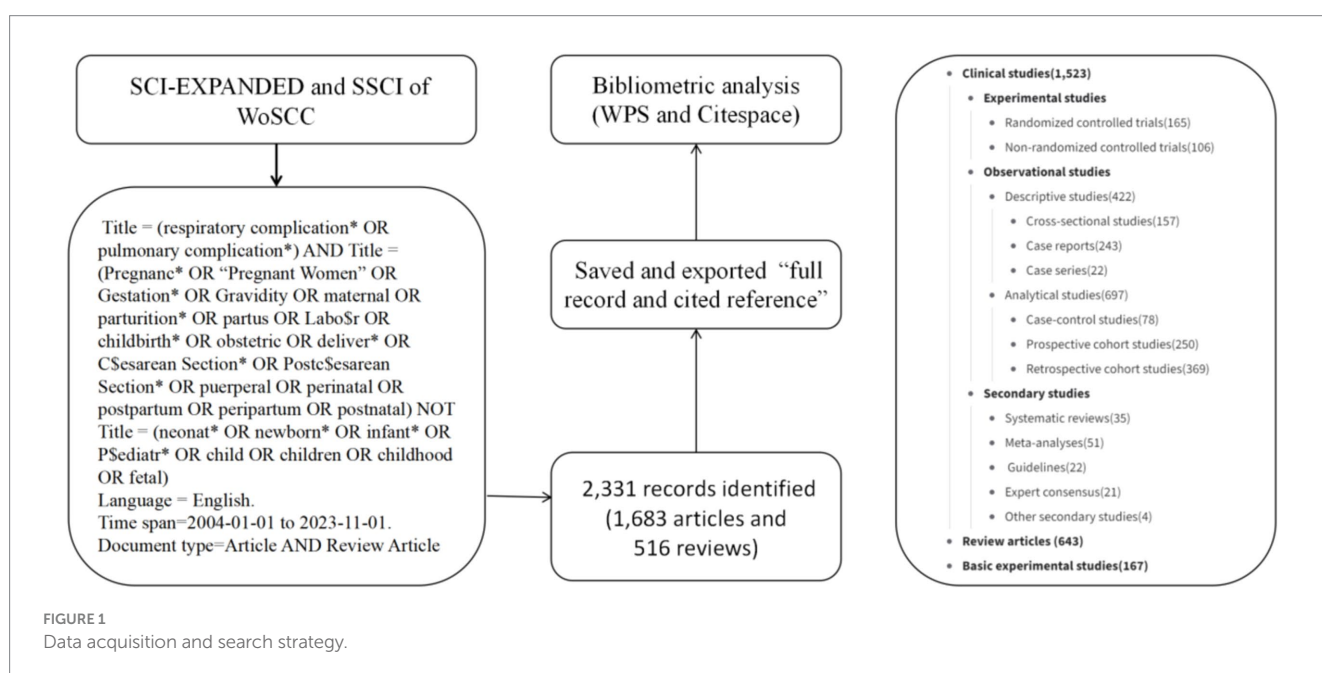 SCI-EXPANDED and SSCI of
WoSCC
Title = (respiratory complication* OR
pulmonary complication*) AND Title =
(Pregnanc* OR “Pregnant Women” OR
Gestation* OR Gravidity OR maternal OR
parturition* OR partus OR Labo$r OR
childbirth* OR obstetric OR deliver* OR
C$esarean Section* OR Postc$esarean
Section* OR puerperal OR perinatal OR
postpartum OR peripartum OR postnatal) NOT
Title = (neonat* OR newborn* OR infant* OR
P$ediatr* OR child OR children OR childhood
OR fetal)
Language = English.
Time span=2004-01-01 to 2023-11-01.
Document type=Article AND Review Article
Bibliometric analysis
(WPS and Citespace)
Saved and exported “full
record and cited reference”
2,331 records identified
(1,683 articles and
516 reviews)
• Clinical studies(1,523)
• Experimental studies
• Randomized controlled trials(165)
• Non-randomized controlled trials(106)
• Observational studies
• Descriptive studies(422)
• Cross-sectional studies(157)
• Case reports(243)
• Case series(22)
• Analytical studies(697)
• Case-control studies(78)
• Prospective cohort studies(250)
• Retrospective cohort studies(369)
• Secondary studies
• Systematic reviews(35)
• Meta-analyses(51)
• Guidelines(22)
• Expert consensus(21)
• Other secondary studies(4)
• Review articles (643)
• Basic experimental studies(167)
FIGURE 1
Data acquisition and search strategy.